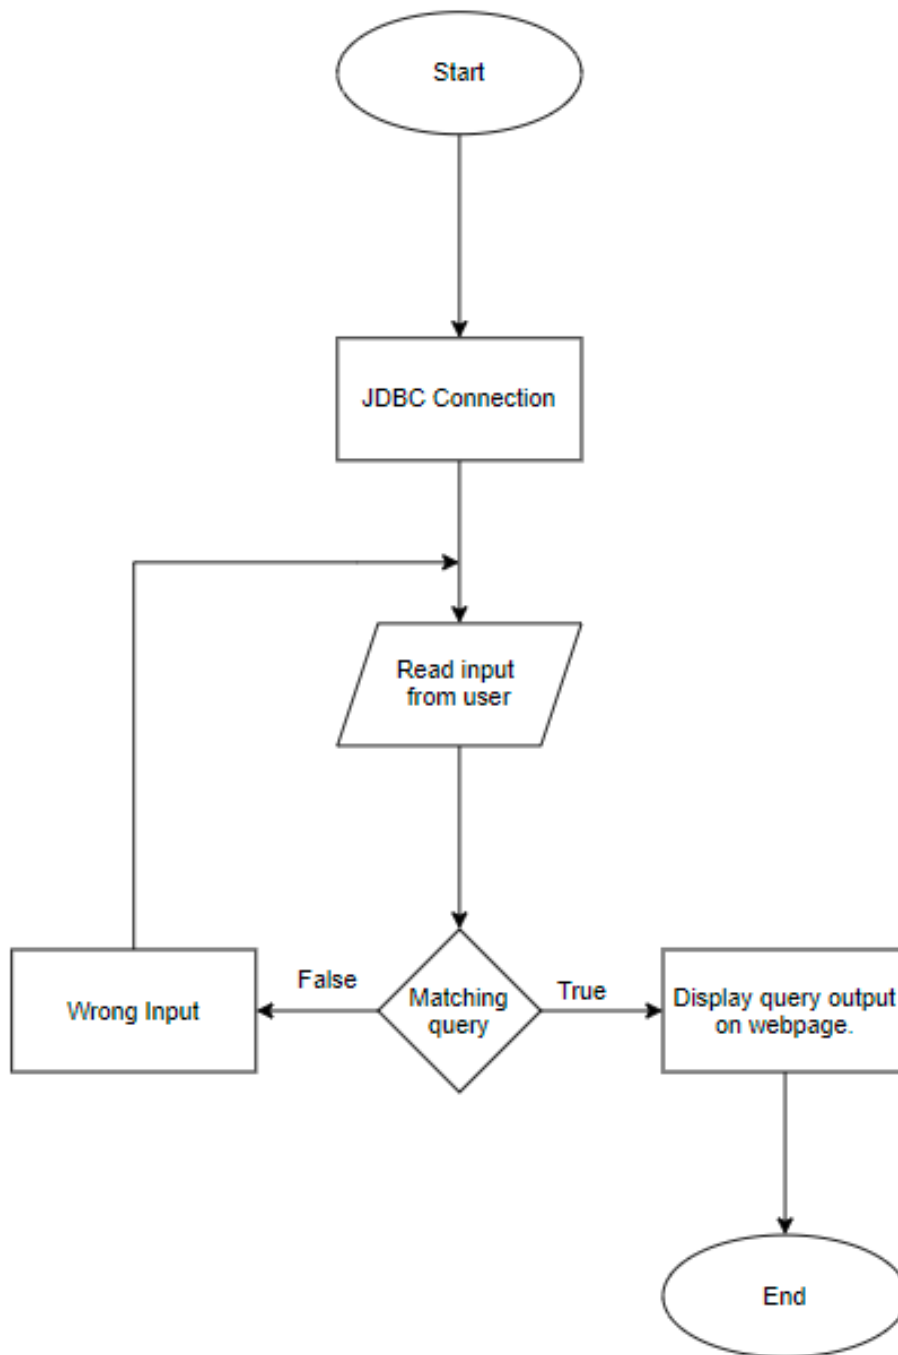 Start
JDBC Connection
Read input
from user
Matching
query
False
True
Wrong Input
Display query output
on webpage.
End